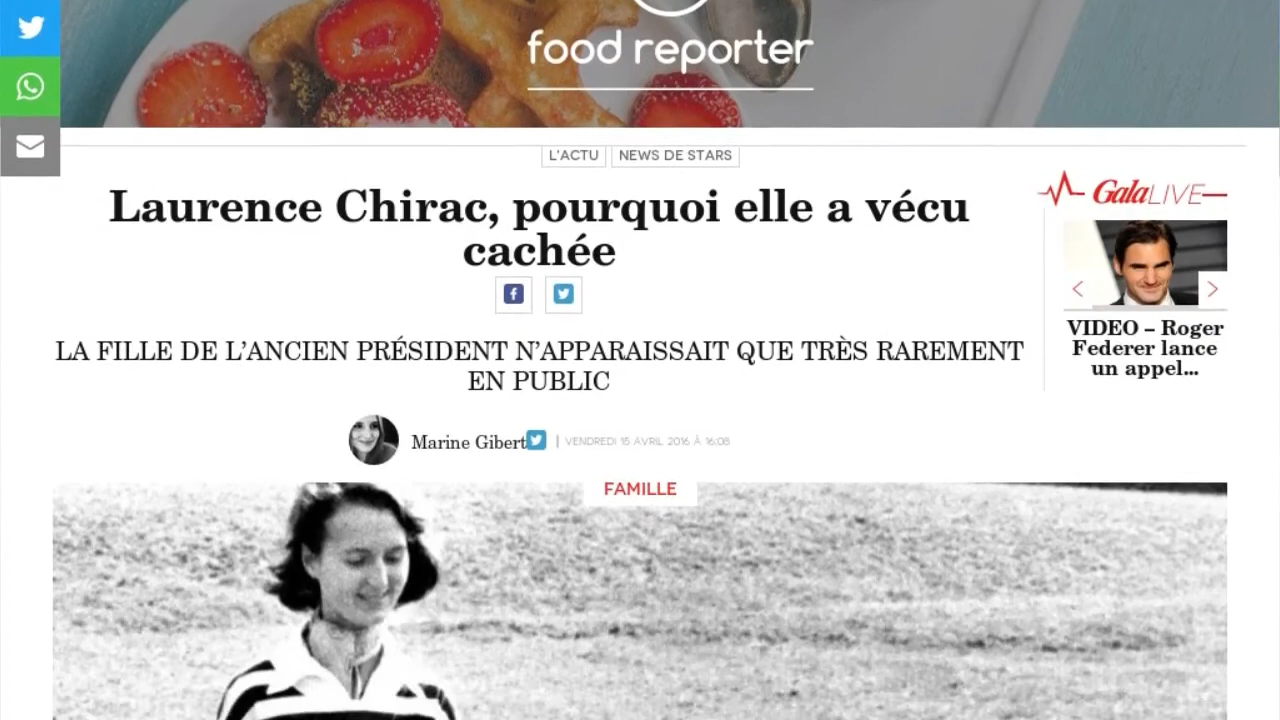 food reporter
L'ACTU
NEWS DE STARS
Laurence Chirac, pourquoi elle a vécu
cachée
LA FILLE DE L’ANCIEN PRÉSIDENT N’APPARAISSAIT QUE TRÈS RAREMENT
EN PUBLIC
Marine Gibert | VENDREDI 15 AVRIL 2016 À 16:08
FAMILLE
Gala LIVE
VIDEO – Roger
Federer lance
un appel...